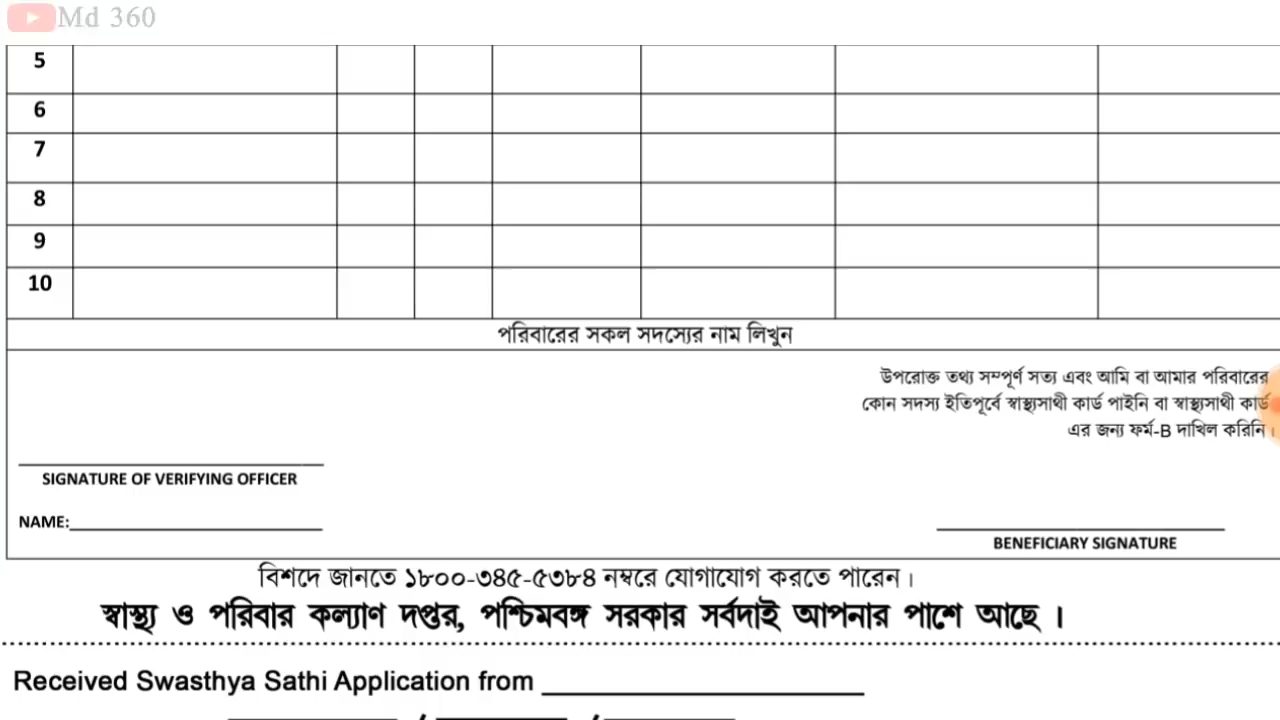 Md 360
5
6
7
8
9
10
পরিবারের সকল সদস্যের নাম লিখুন
উপরোক্ত তথ্য সম্পূর্ণ সত্য এবং আমি বা আমার পরিবারের
কোন সদস্য ইতিপূর্বে স্বাস্থ্যসাথী কার্ড পাইনি বা স্বাস্থ্যসাথী কার্ড
এর জন্য ফর্ম-B দাখিল করিনি।
SIGNATURE OF VERIFYING OFFICER
NAME:
BENEFICIARY SIGNATURE
বিশদে জানতে ১৮০০-৩৪৫-৫৩৮৪ নম্বরে যোগাযোগ করতে পারেন।
স্বাস্থ্য ও পরিবার কল্যাণ দপ্তর, পশ্চিমবঙ্গ সরকার সর্বদাই আপনার পাশে আছে ।
Received Swasthya Sathi Application from